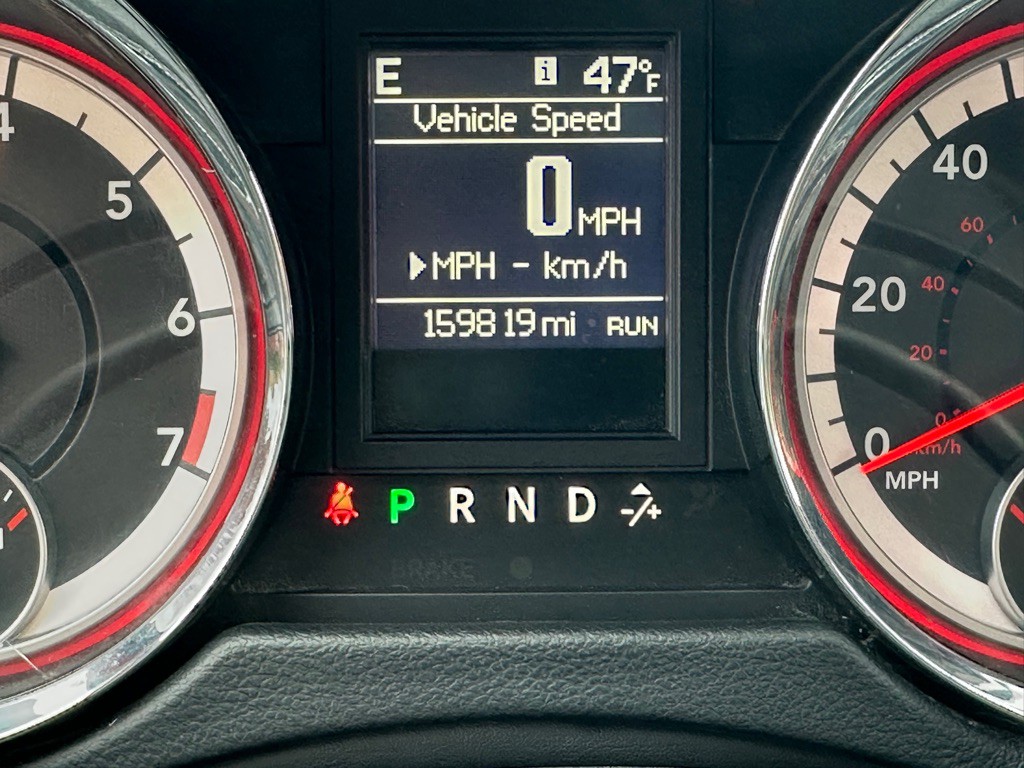 E i 47°F
Vehicle Speed
0 MPH
▶MPH - km/h
159819 mi RUN
P R N D -/+
BRAKE
4
5
6
7
40
20
0
MPH
60
40
20
0
km/h